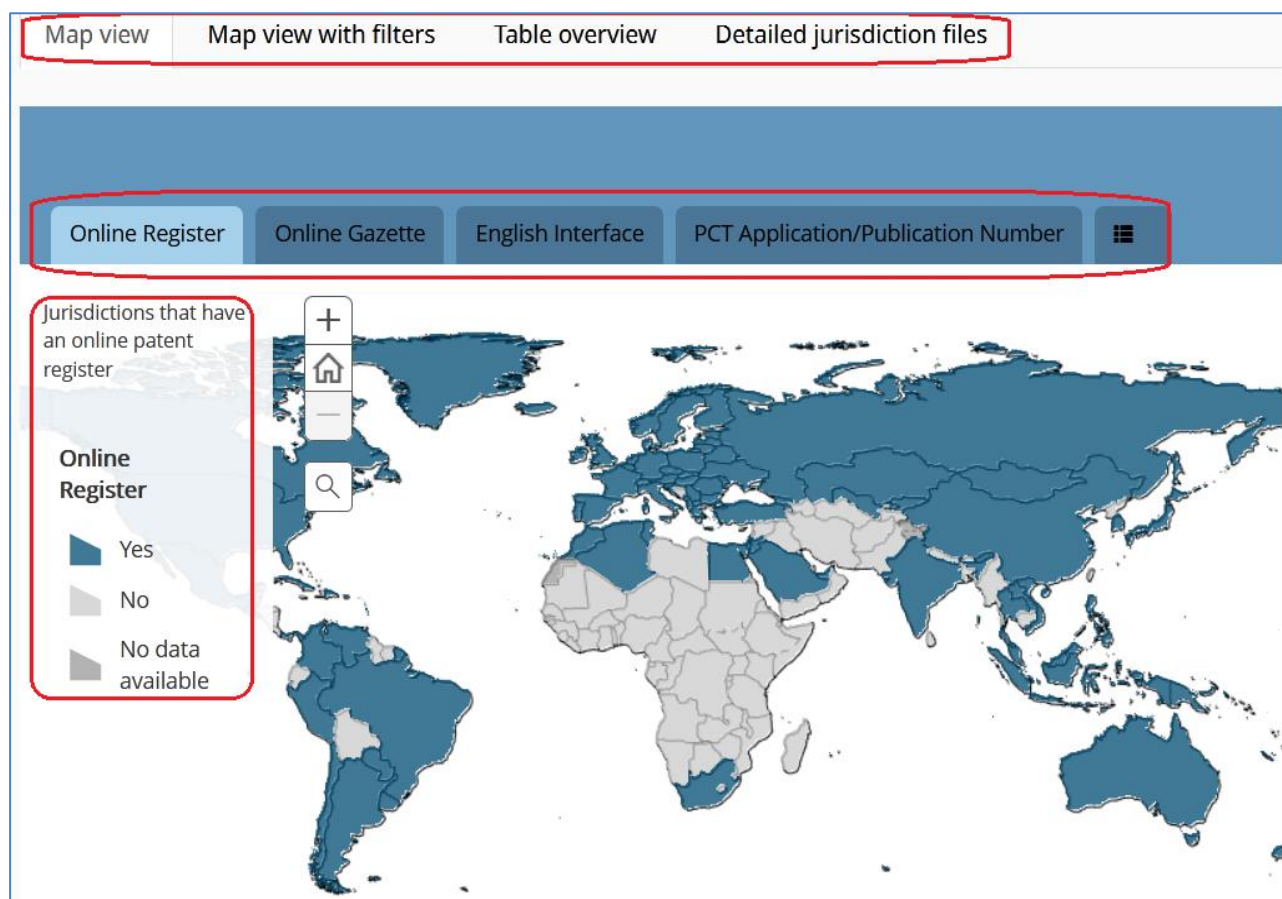 Map view Map view with filters Table overview Detailed jurisdiction files
Online Register Online Gazette English Interface PCT Application/Publication Number
Jurisdictions that have
an online patent
register
Online
Register
Yes
No
No data
available